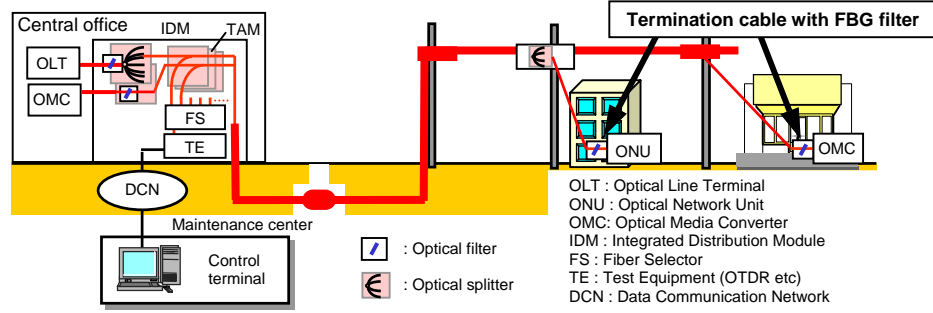 Central office
IDM
TAM
OLT
OMC
FS
TE
DCN
Maintenance center
Control
terminal
: Optical filter
: Optical splitter
Termination cable with FBG filter
ONU
OMC
OLT : Optical Line Terminal
ONU : Optical Network Unit
OMC: Optical Media Converter
IDM : Integrated Distribution Module
FS : Fiber Selector
TE : Test Equipment (OTDR etc)
DCN : Data Communication Network